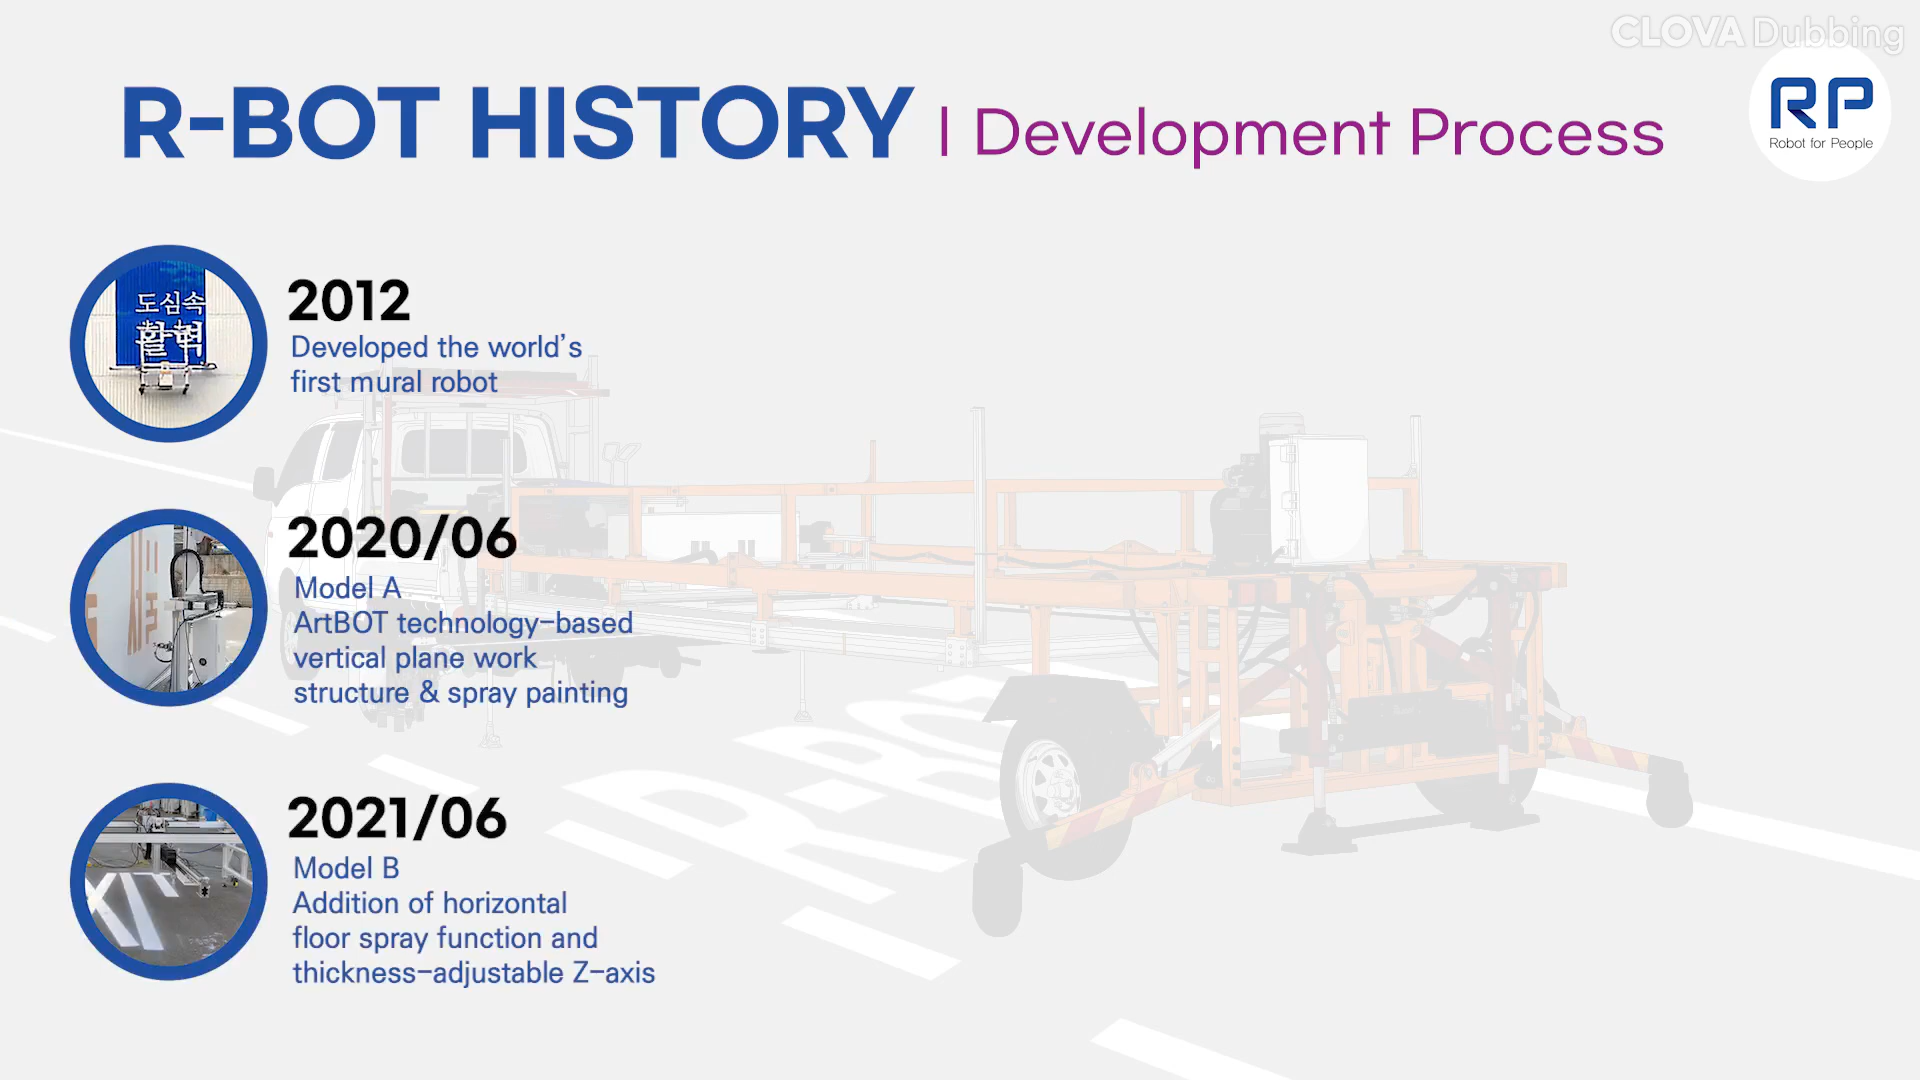 CLOVA Dubbing
R-BOT HISTORY | Development Process
RP
Robot for People
도심속
활력
2012
Developed the world's
first mural robot
2020/06
Model A
ArtBOT technology-based
vertical plane work
structure & spray painting
2021/06
Model B
Addition of horizontal
floor spray function and
thickness-adjustable Z-axis